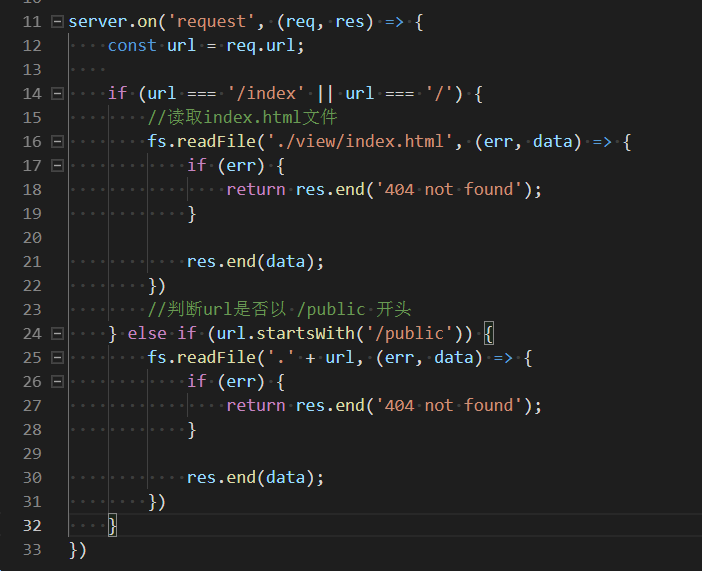 11 server.on('request', (req, res) => {
12     const url = req.url;
13
14     if (url === '/index' || url === '/') {
15         //读取index.html文件
16         fs.readFile('./view/index.html', (err, data) => {
17             if (err) {
18                 return res.end('404 not found');
19             }
20
21             res.end(data);
22         })
23         //判断url是否以 /public 开头
24     } else if (url.startsWith('/public')) {
25         fs.readFile('.' + url, (err, data) => {
26             if (err) {
27                 return res.end('404 not found');
28             }
29
30             res.end(data);
31         })
32     }
33 })